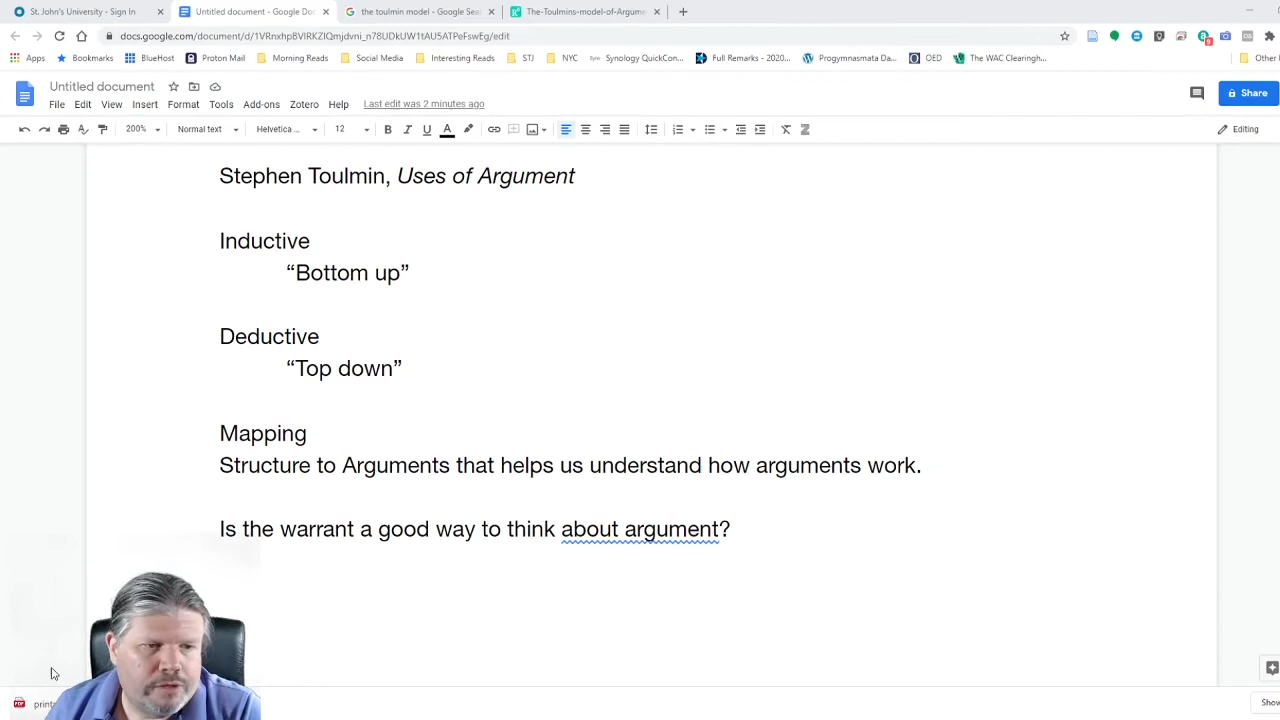 St. John's University - Sign In
Untitled document - Google Doc
the toulmin model - Google Sea
The-Toulmins-model-of-Argume
docs.google.com/document/d/1VRnxhpBVlRKZlQmjdvni_n78UDkUW1tAU5ATPeFswEg/edit
Apps Bookmarks BlueHost Proton Mail Morning Reads Social Media Interesting Reads STJ NYC Synology QuickCon... Full Remarks - 2020... Progymnasmata Da... OED The WAC Clearingh... Other
Untitled document
File Edit View Insert Format Tools Add-ons Zotero Help Last edit was 2 minutes ago
Share
200% Normal text Helvetica ... 12 B I U A Editing
Stephen Toulmin, Uses of Argument
Inductive
“Bottom up”
Deductive
“Top down”
Mapping
Structure to Arguments that helps us understand how arguments work.
Is the warrant a good way to think about argument?
Show